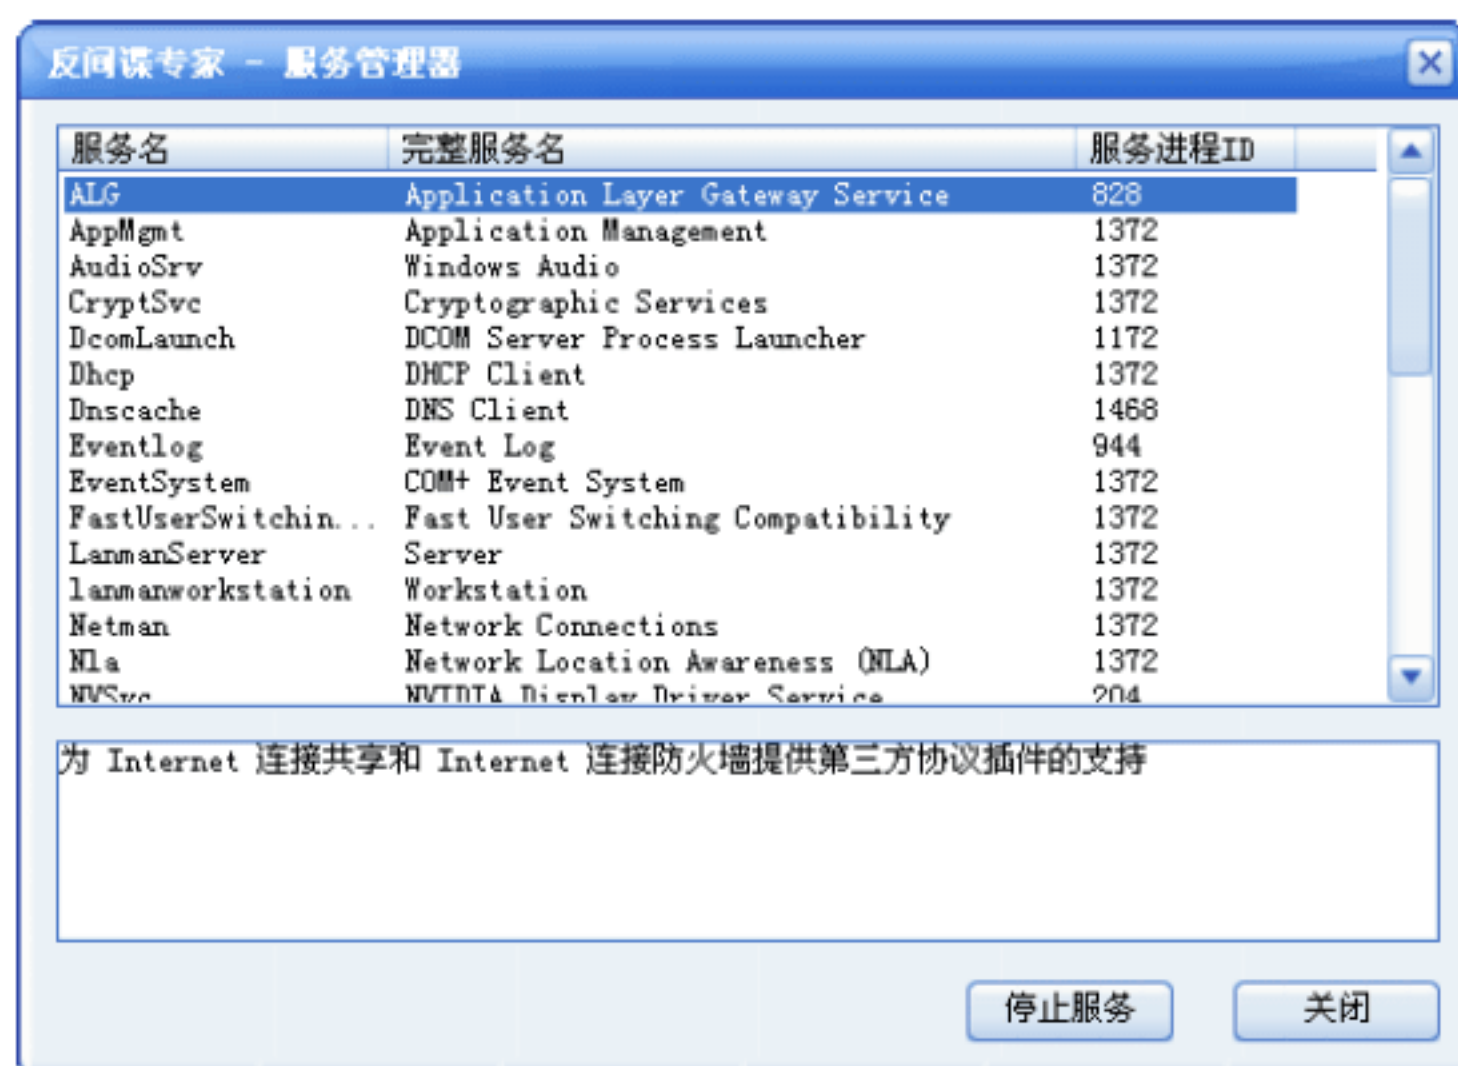 反间谍专家 - 服务管理器
服务名 完整服务名 服务进程ID
ALG Application Layer Gateway Service 828
AppMgmt Application Management 1372
AudioSrv Windows Audio 1372
CryptSvc Cryptographic Services 1372
DcomLaunch DCOM Server Process Launcher 1172
Dhcp DHCP Client 1372
Dnscache DNS Client 1468
Eventlog Event Log 944
EventSystem COM+ Event System 1372
FastUserSwitchin... Fast User Switching Compatibility 1372
LanmanServer Server 1372
lanmanworkstation Workstation 1372
Netman Network Connections 1372
Nla Network Location Awareness (NLA) 1372
NVSvc NVIDIA Display Driver Service 204
为 Internet 连接共享和 Internet 连接防火墙提供第三方协议插件的支持
停止服务 关闭